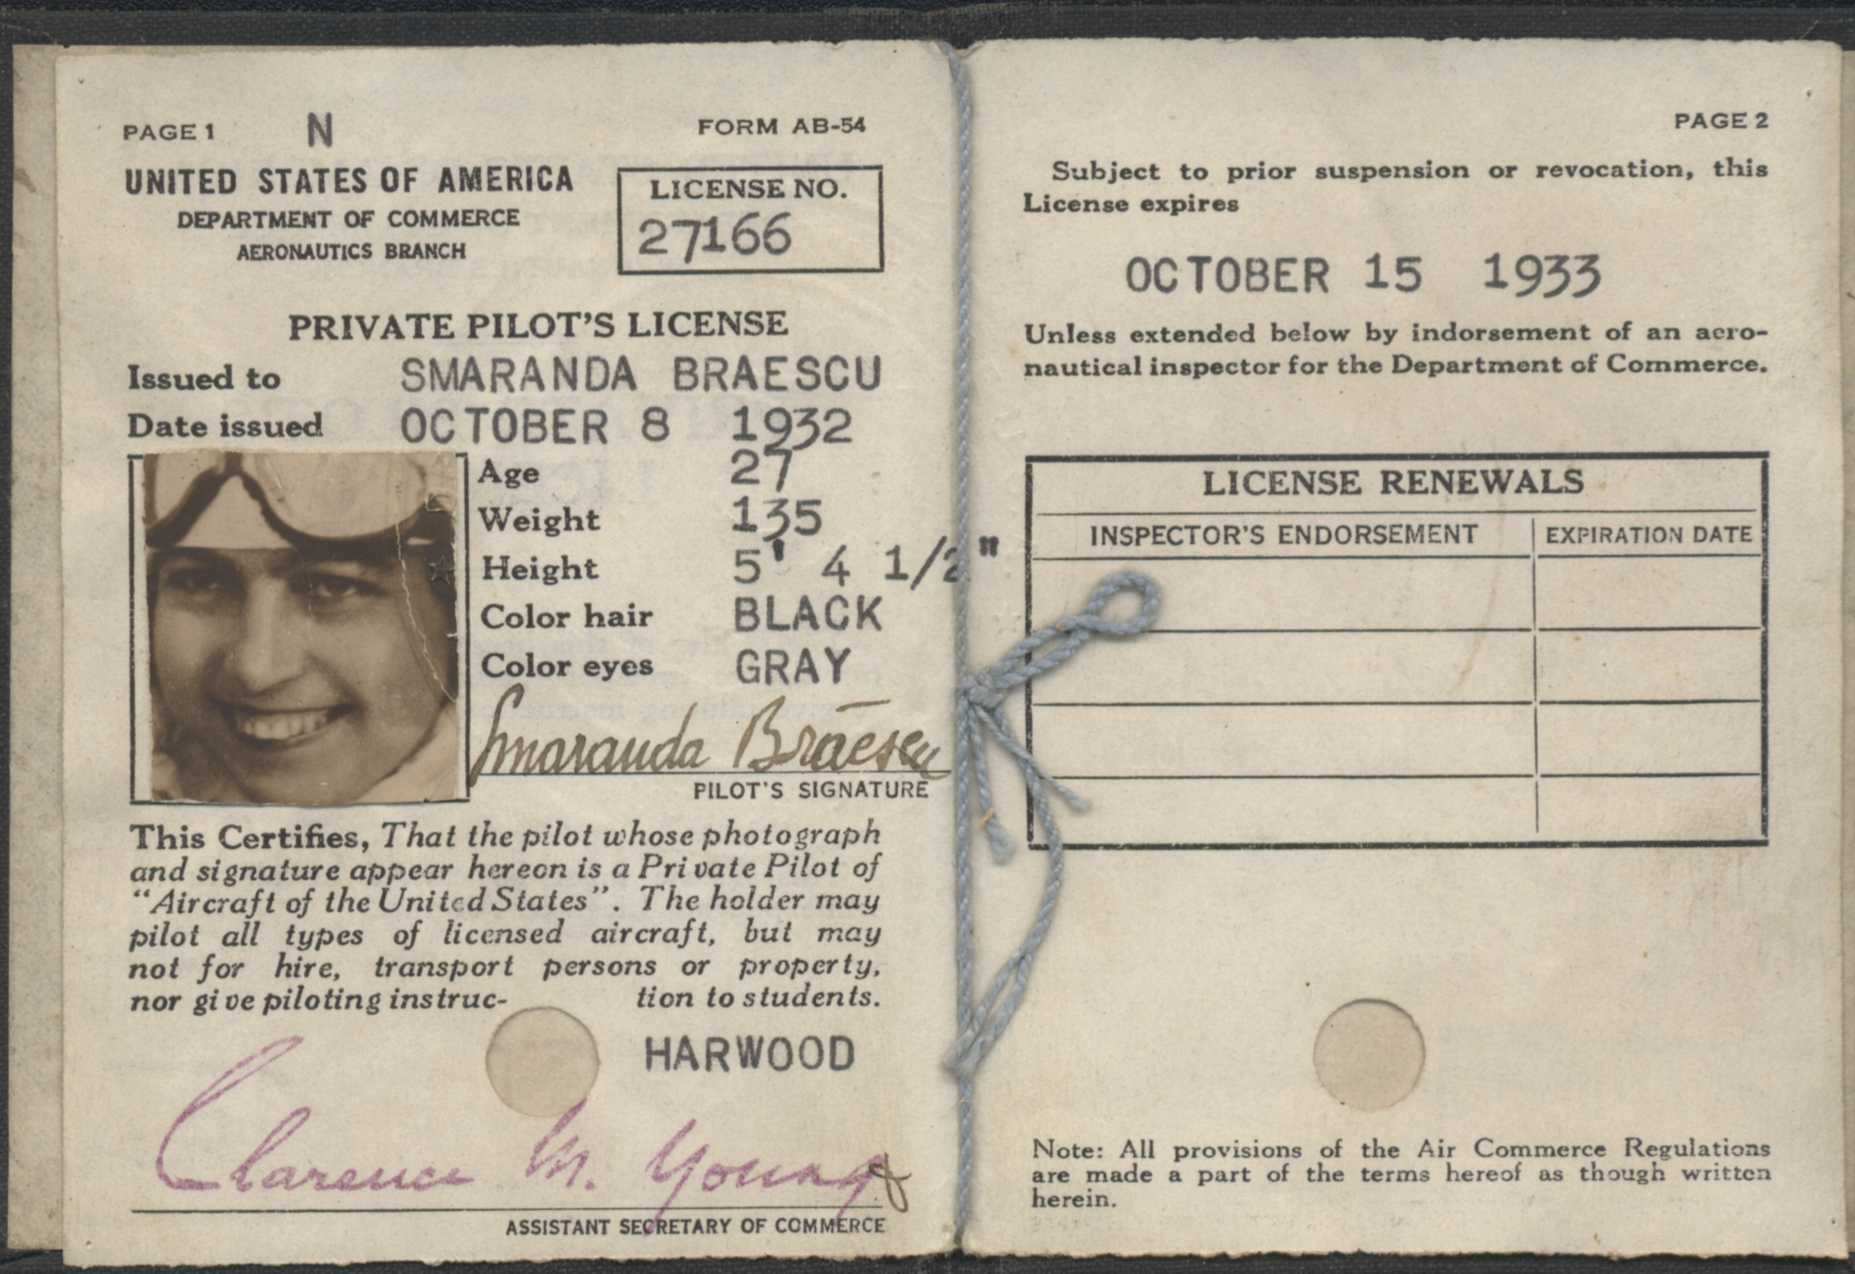 PAGE 1 N FORM AB-54
UNITED STATES OF AMERICA
DEPARTMENT OF COMMERCE
AERONAUTICS BRANCH
LICENSE NO.
27166
PRIVATE PILOT'S LICENSE
Issued to SMARANDA BRAESCU
Date issued OCTOBER 8 1932
Age 27
Weight 135
Height 5' 4 1/2"
Color hair BLACK
Color eyes GRAY
Smaranda Brăescu
PILOT'S SIGNATURE
This Certifies, That the pilot whose photograph
and signature appear hereon is a Private Pilot of
"Aircraft of the United States". The holder may
pilot all types of licensed aircraft, but may
not for hire, transport persons or property,
nor give piloting instruc- tion to students.
HARWOOD
Clarence M. Young
ASSISTANT SECRETARY OF COMMERCE
PAGE 2
Subject to prior suspension or revocation, this
License expires
OCTOBER 15 1933
Unless extended below by indorsement of an aero-
nautical inspector for the Department of Commerce.
LICENSE RENEWALS
INSPECTOR'S ENDORSEMENT EXPIRATION DATE
Note: All provisions of the Air Commerce Regulations
are made a part of the terms hereof as though written
herein.